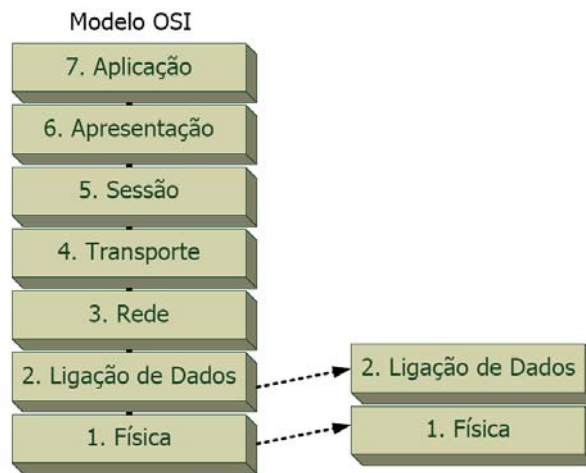 Modelo OSI
7. Aplicação
6. Apresentação
5. Sessão
4. Transporte
3. Rede
2. Ligação de Dados
1. Física
2. Ligação de Dados
1. Física